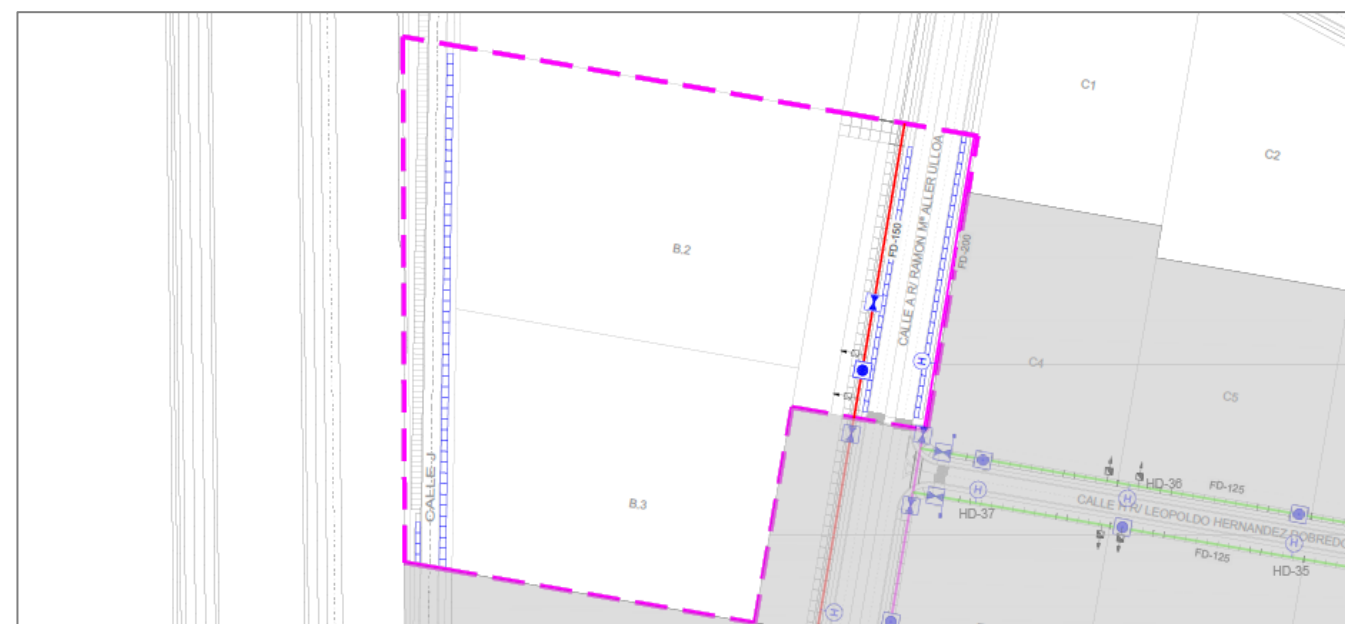 C1
C2
B.2
FD-150
CALLE A R/ RAMON Mª ALLER ULLOA
FD-200
H
C4
C5
CALLE J
B.3
HD-36
FD-125
H
H
CALLE H R/ LEOPOLDO HERNANDEZ ROBREDO
HD-37
H
FD-125
HD-35
H